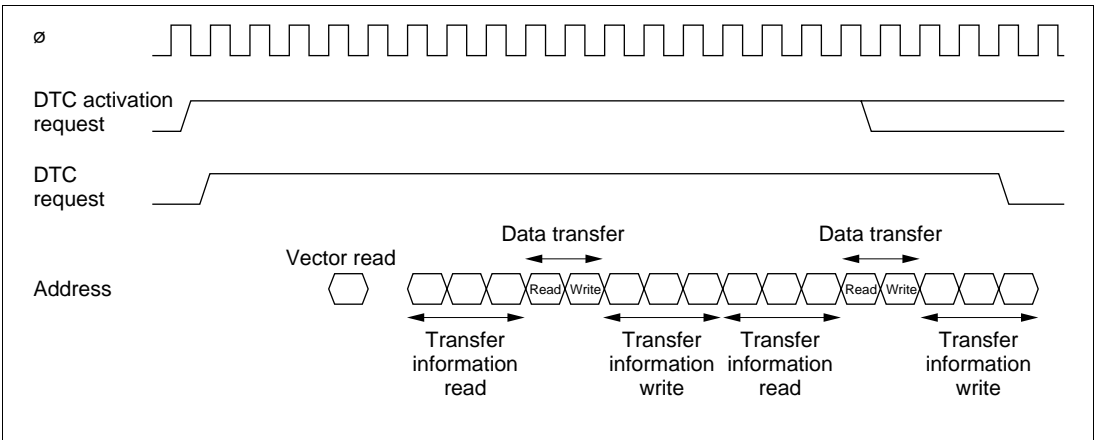 ø
DTC activation
request
DTC
request
Data transfer Data transfer
Vector read
Address
Read Write Read Write
Transfer Transfer Transfer Transfer
information information information information
read write read write